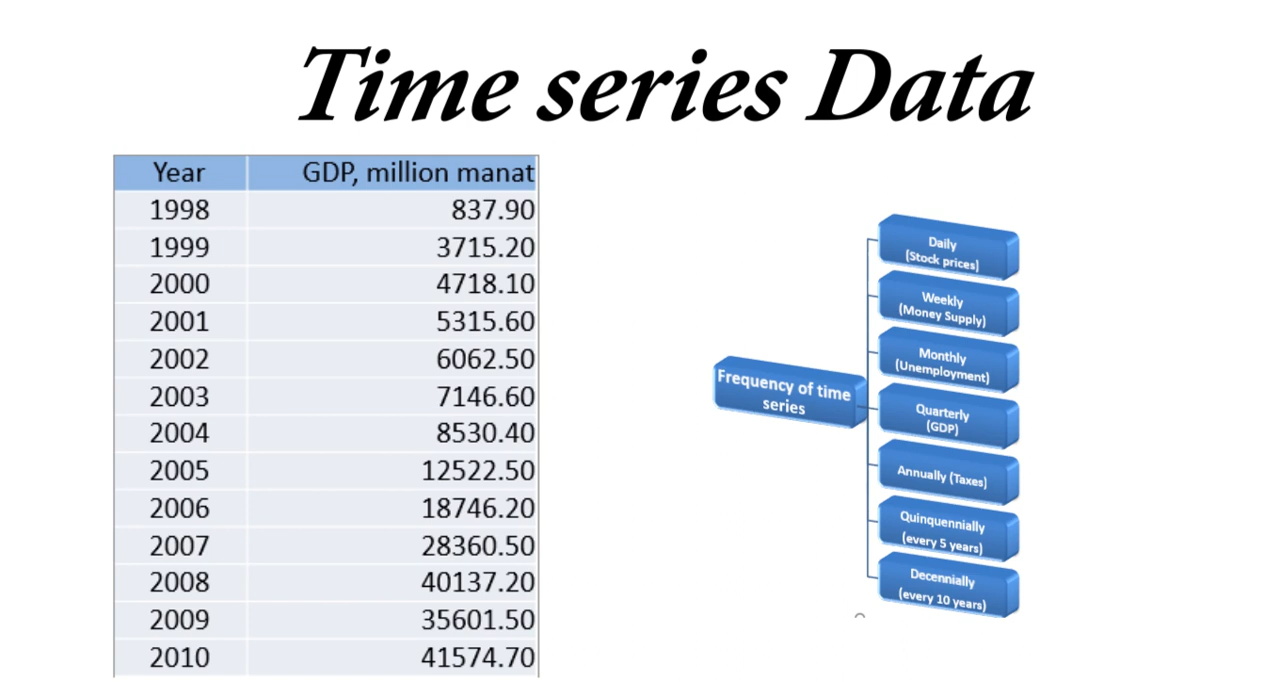 Time series Data
Year GDP, million manat
1998 837.90
1999 3715.20
2000 4718.10
2001 5315.60
2002 6062.50
2003 7146.60
2004 8530.40
2005 12522.50
2006 18746.20
2007 28360.50
2008 40137.20
2009 35601.50
2010 41574.70
Frequency of time
series
Daily
(Stock prices)
Weekly
(Money Supply)
Monthly
(Unemployment)
Quarterly
(GDP)
Annually (Taxes)
Quinquennially
(every 5 years)
Decennially
(every 10 years)